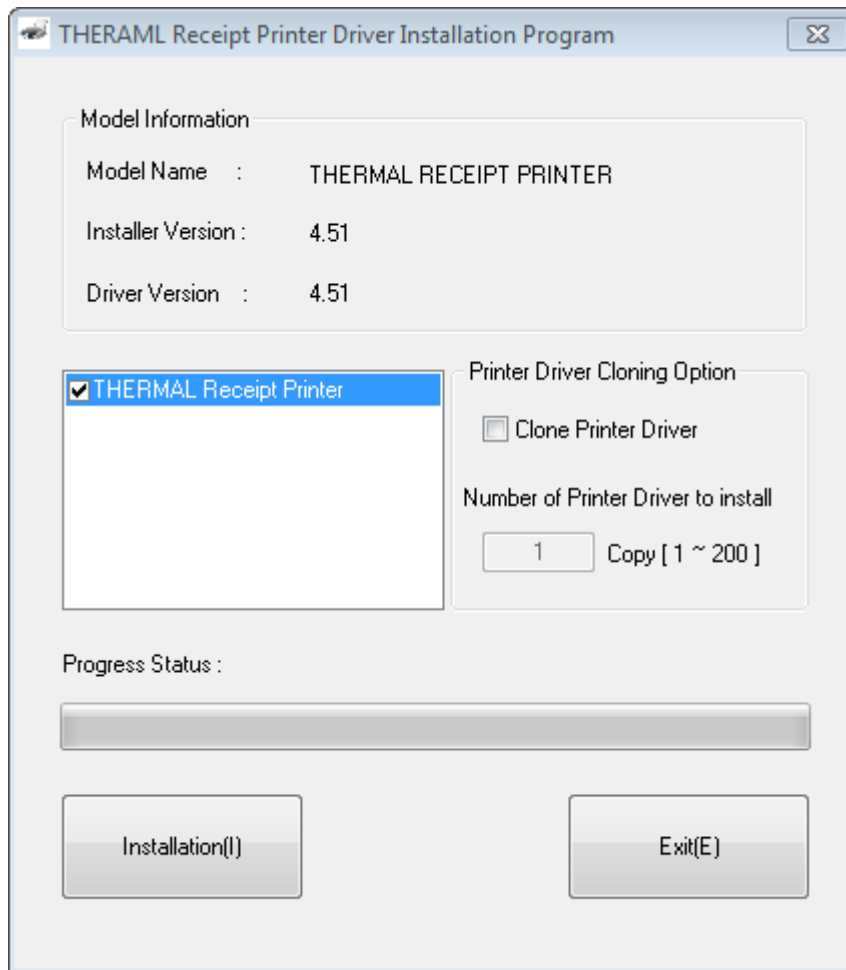 THERAML Receipt Printer Driver Installation Program
Model Information
Model Name : THERMAL RECEIPT PRINTER
Installer Version : 4.51
Driver Version : 4.51
THERMAL Receipt Printer
Printer Driver Cloning Option
Clone Printer Driver
Number of Printer Driver to install
1 Copy [ 1 ~ 200 ]
Progress Status :
Installation(I) Exit(E)